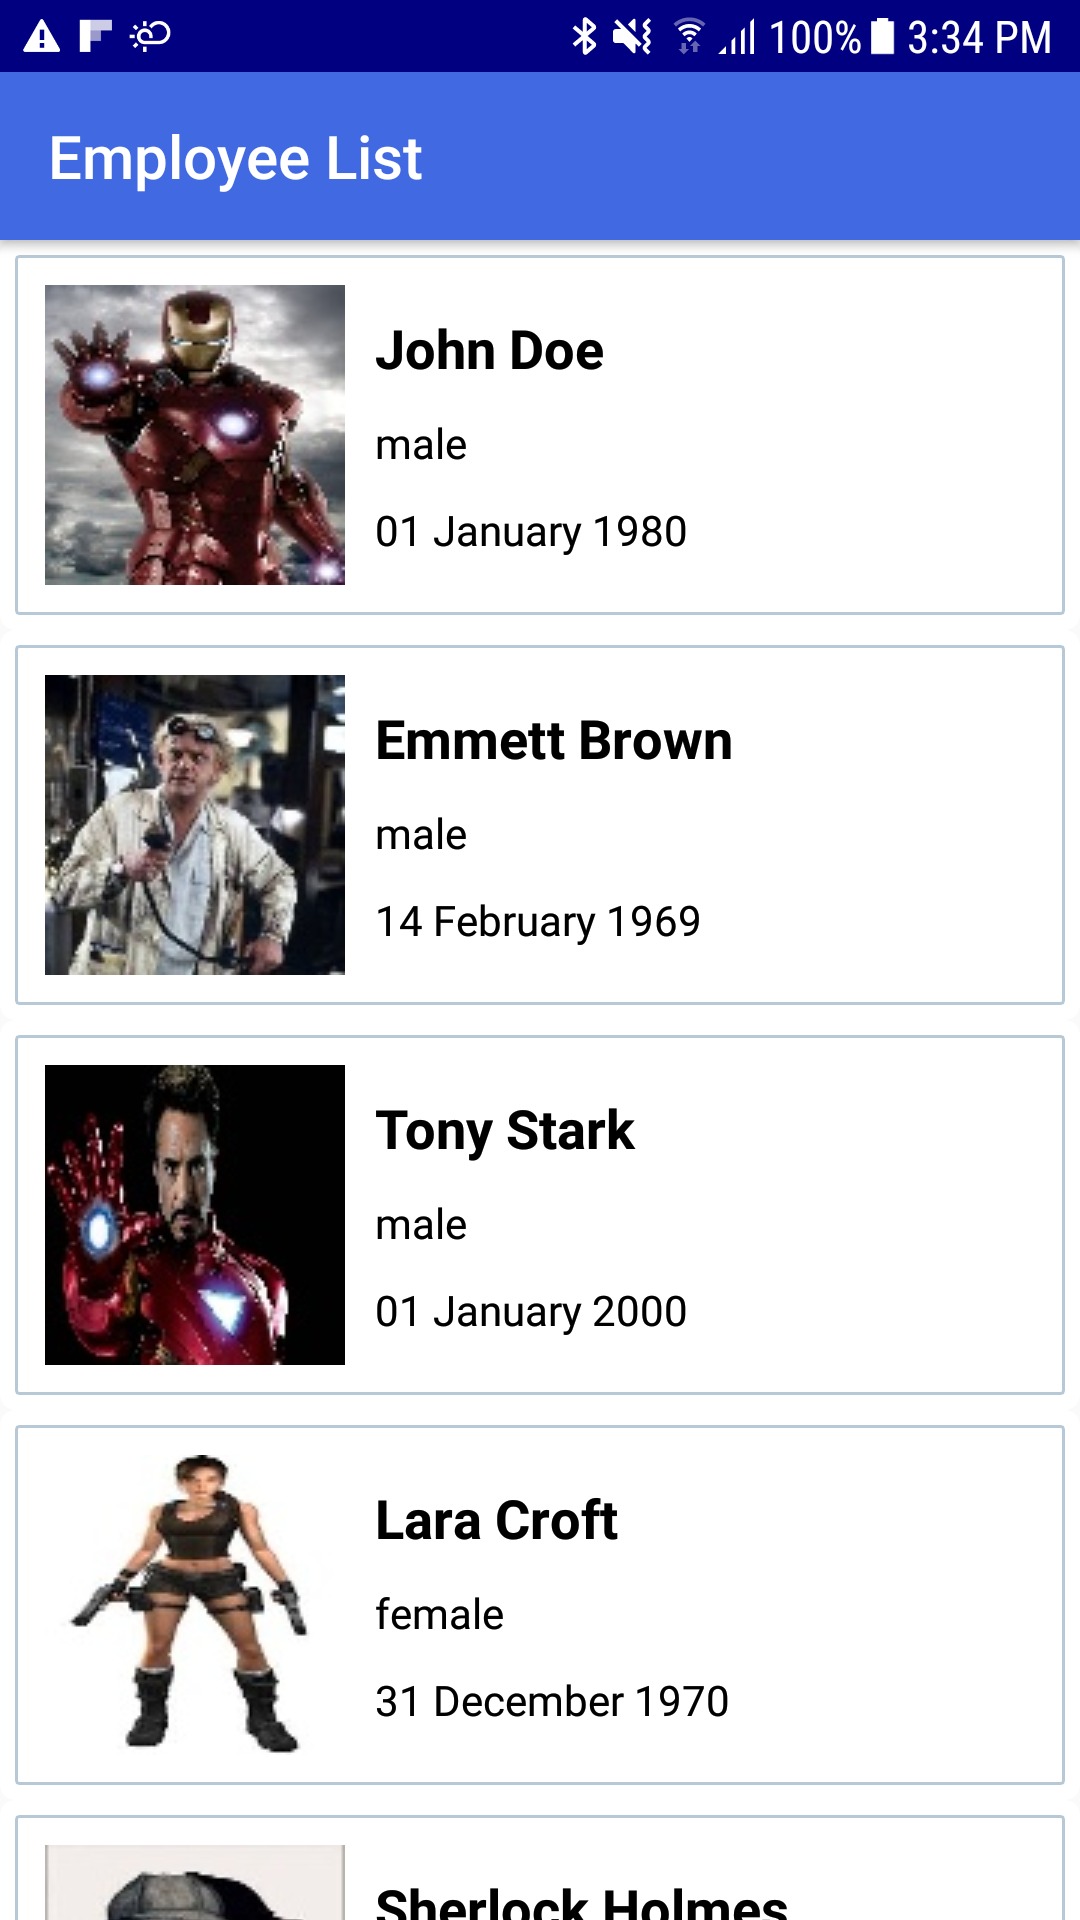 100% 3:34 PM
Employee List
John Doe
male
01 January 1980
Emmett Brown
male
14 February 1969
Tony Stark
male
01 January 2000
Lara Croft
female
31 December 1970
Sherlock Holmes